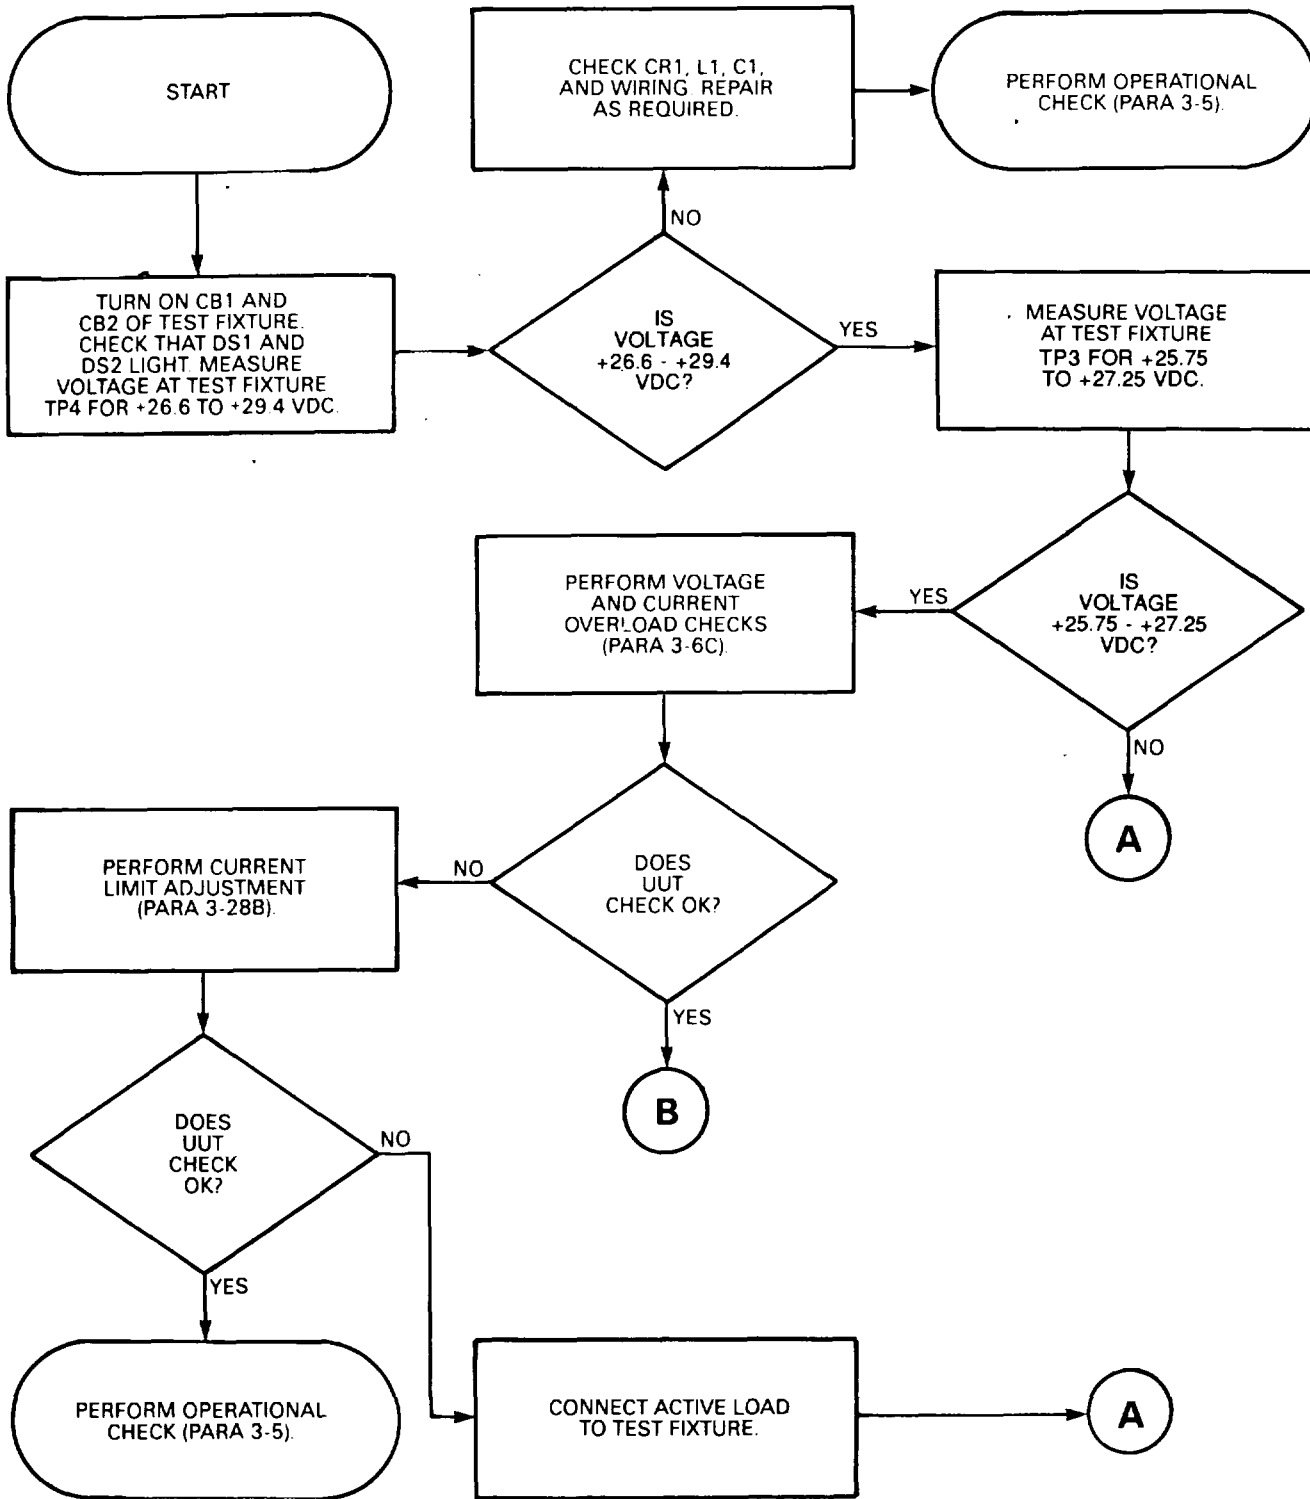 START
CHECK CR1, L1, C1,
AND WIRING. REPAIR
AS REQUIRED.
PERFORM OPERATIONAL
CHECK (PARA 3-5).
NO
TURN ON CB1 AND
CB2 OF TEST FIXTURE.
CHECK THAT DS1 AND
DS2 LIGHT. MEASURE
VOLTAGE AT TEST FIXTURE
TP4 FOR +26.6 TO +29.4 VDC.
IS
VOLTAGE
+26.6 - +29.4
VDC?
YES
MEASURE VOLTAGE
AT TEST FIXTURE
TP3 FOR +25.75
TO +27.25 VDC.
PERFORM VOLTAGE
AND CURRENT
OVERLOAD CHECKS
(PARA 3-6C).
YES
IS
VOLTAGE
+25.75 - +27.25
VDC?
NO
A
PERFORM CURRENT
LIMIT ADJUSTMENT
(PARA 3-28B).
NO
DOES
UUT
CHECK OK?
YES
B
DOES
UUT
CHECK
OK?
NO
YES
PERFORM OPERATIONAL
CHECK (PARA 3-5).
CONNECT ACTIVE LOAD
TO TEST FIXTURE.
A